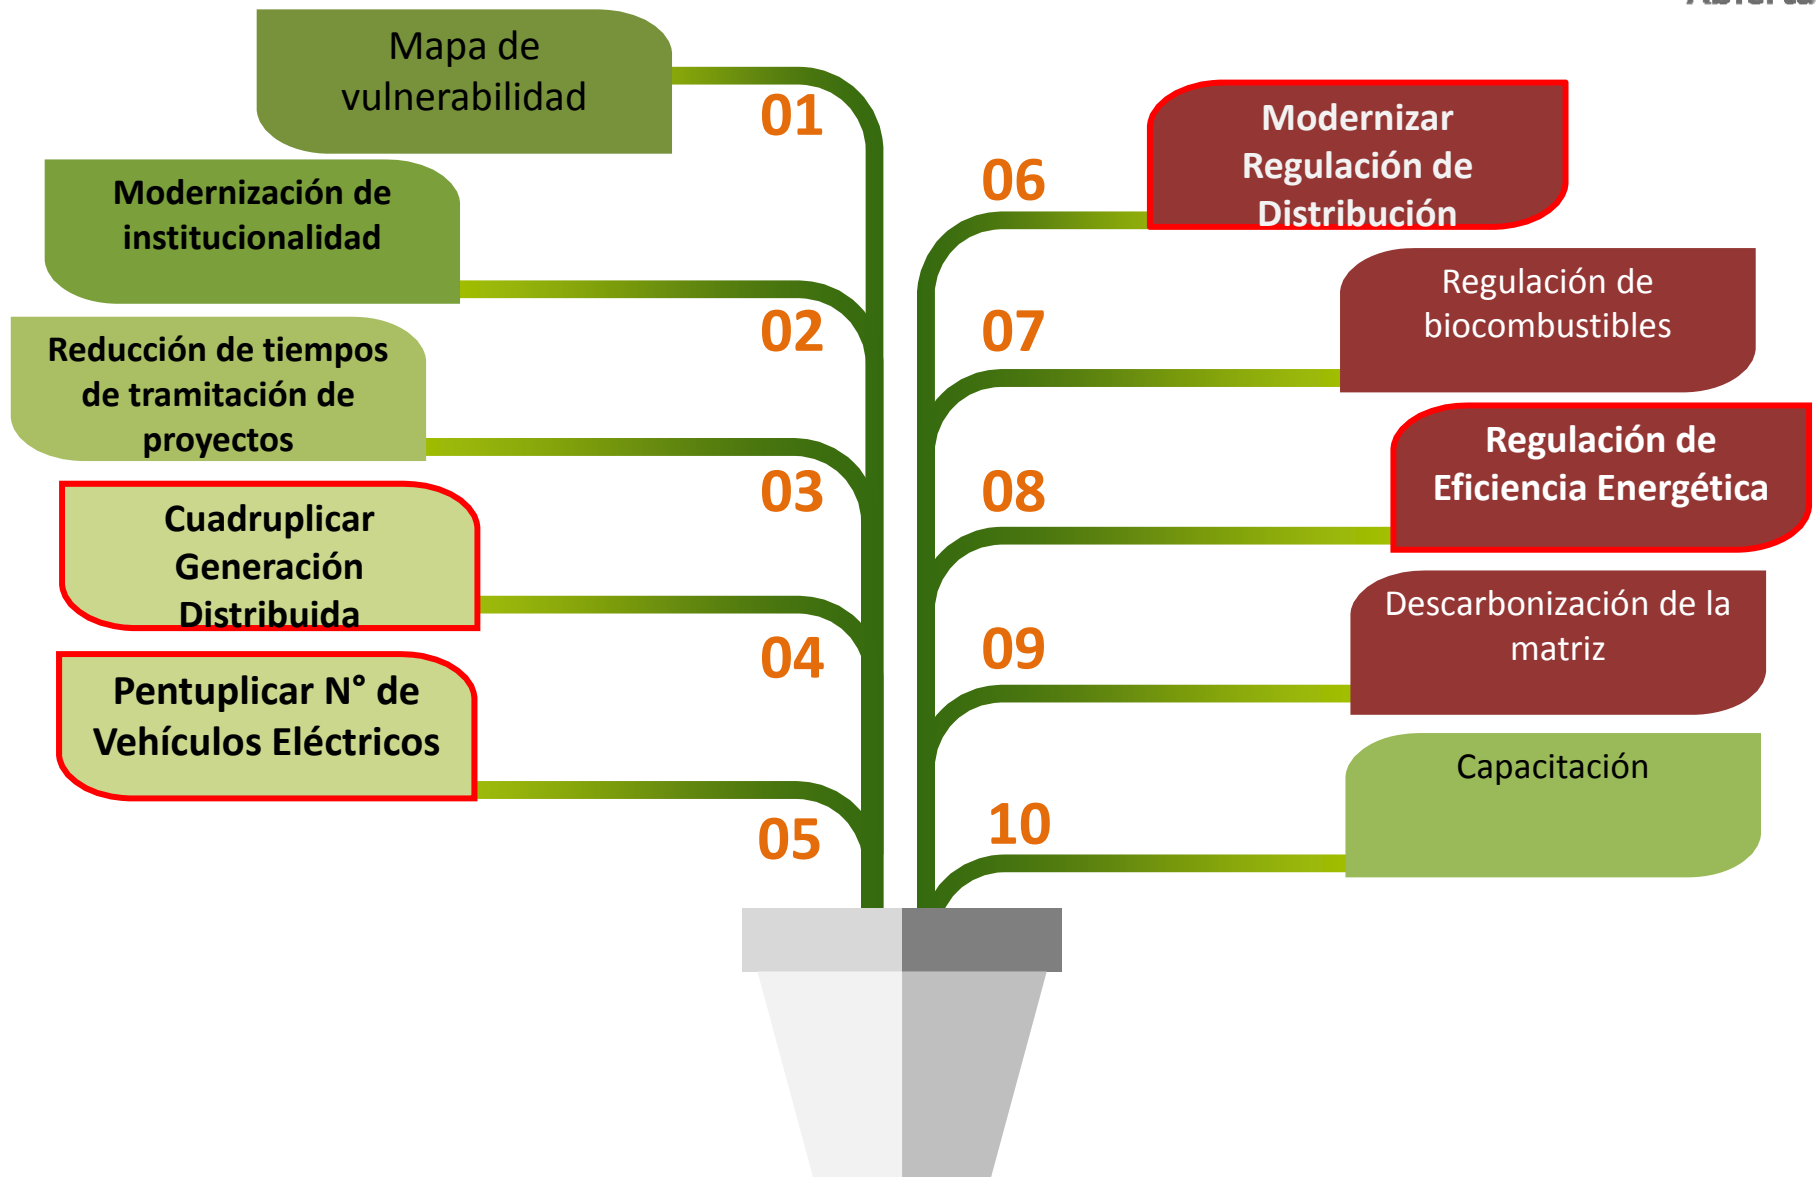 Mapa de
vulnerabilidad
01
Modernización de
institucionalidad
02
Reducción de tiempos
de tramitación de
proyectos
03
Cuadruplicar
Generación
Distribuida
04
Pentuplicar N° de
Vehículos Eléctricos
05
06
Modernizar
Regulación de
Distribución
07
Regulación de
biocombustibles
08
Regulación de
Eficiencia Energética
09
Descarbonización de la
matriz
10
Capacitación